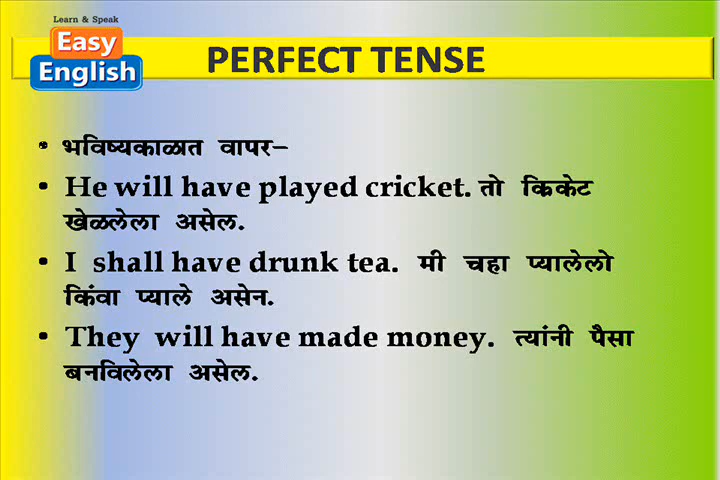 Learn & Speak
Easy
English
PERFECT TENSE
• भविष्यकाळात वापर–
• He will have played cricket. तो क्रिकेट
खेळलेला असेल.
• I shall have drunk tea. मी चहा प्यालेलो
किंवा प्याले असेन.
• They will have made money. त्यांनी पैसा
बनविलेला असेल.